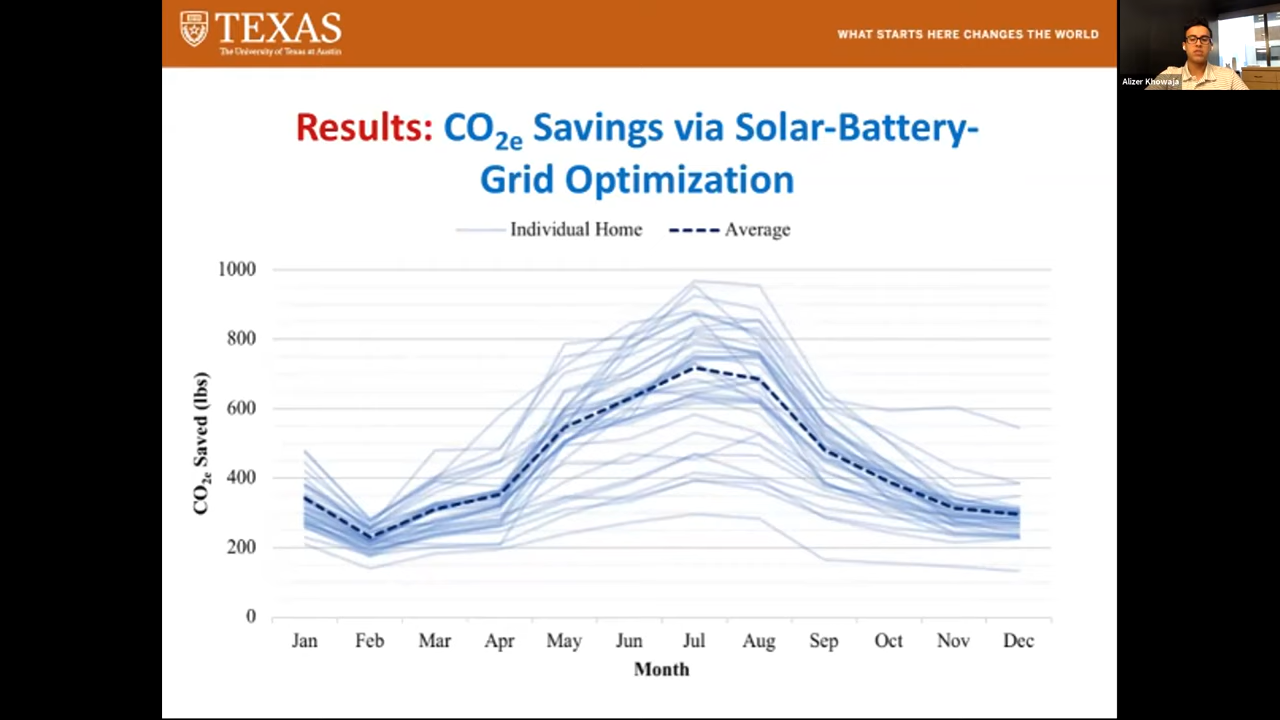 TEXAS
The University of Texas at Austin
WHAT STARTS HERE CHANGES THE WORLD
Alizer Khowaja
Results: CO2e Savings via Solar-Battery-
Grid Optimization
Individual Home
Average
1000
800
600
400
200
0
CO2e Saved (lbs)
Jan Feb Mar Apr May Jun Jul Aug Sep Oct Nov Dec
Month